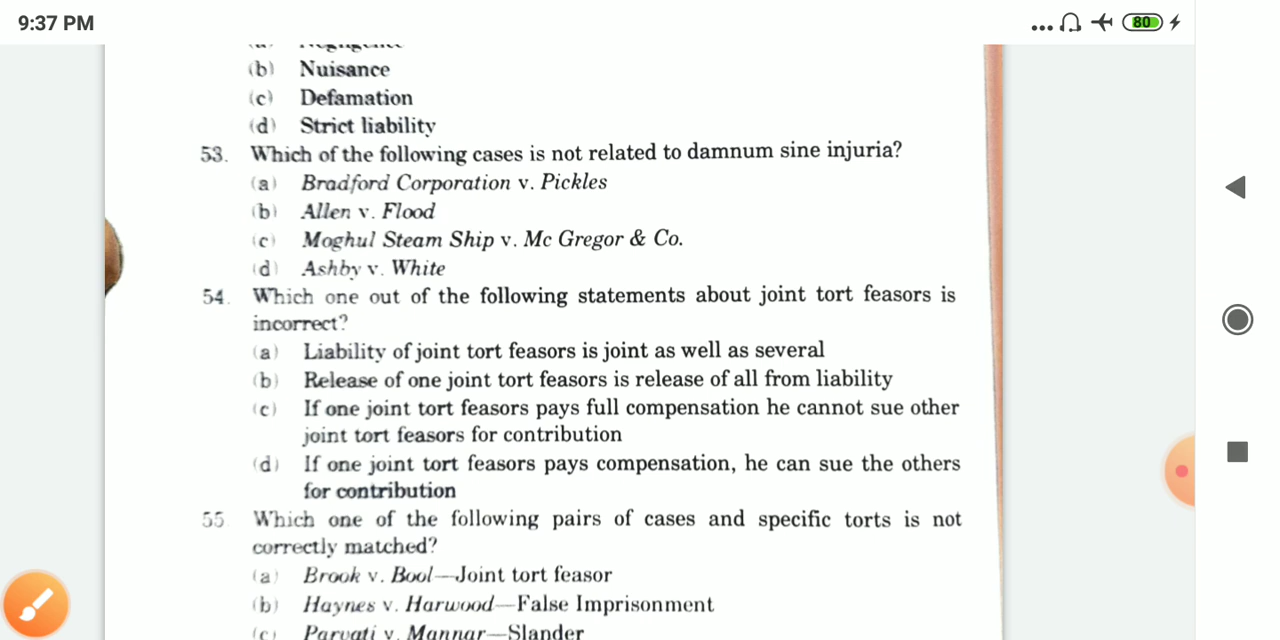 9:37 PM
80
(b) Nuisance
(c) Defamation
(d) Strict liability
53. Which of the following cases is not related to damnum sine injuria?
(a) Bradford Corporation v. Pickles
(b) Allen v. Flood
(c) Moghul Steam Ship v. Mc Gregor & Co.
(d) Ashby v. White
54. Which one out of the following statements about joint tort feasors is
incorrect?
(a) Liability of joint tort feasors is joint as well as several
(b) Release of one joint tort feasors is release of all from liability
(c) If one joint tort feasors pays full compensation he cannot sue other
joint tort feasors for contribution
(d) If one joint tort feasors pays compensation, he can sue the others
for contribution
55. Which one of the following pairs of cases and specific torts is not
correctly matched?
(a) Brook v. Bool—Joint tort feasor
(b) Haynes v. Harwood—False Imprisonment
(c) Parvati v. Mannar—Slander